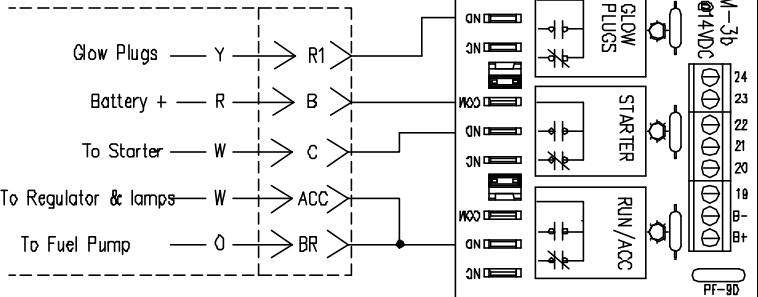 Glow Plugs Y R1
Battery + R B
To Starter W C
To Regulator & lamps W ACC
To Fuel Pump O BR
NO
NC
COM
NO
NC
COM
NO
NC
GLOW
PLUGS
STARTER
RUN/ACC
M-3b
@14VDC
24
23
22
21
20
19
B-
B+
PF-9D